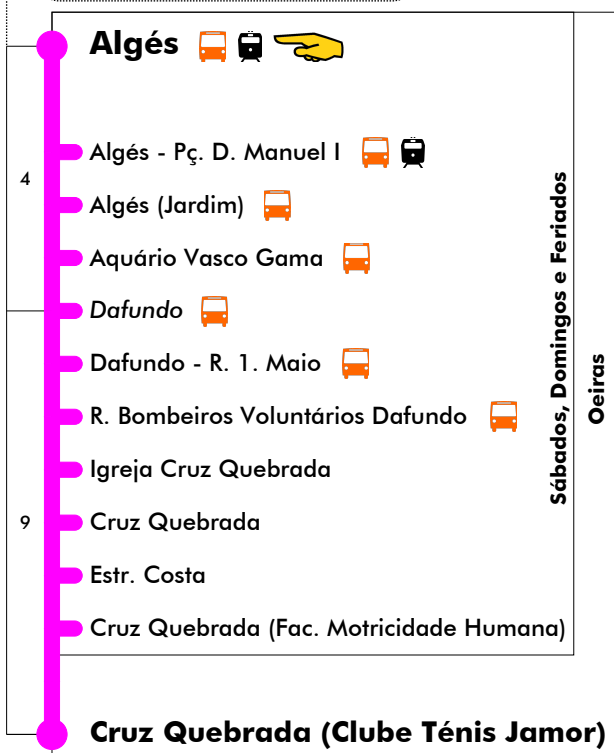 Algés
Algés - Pç. D. Manuel I
4
Algés (Jardim)
Aquário Vasco Gama
Dafundo
Dafundo - R. 1. Maio
R. Bombeiros Voluntários Dafundo
Igreja Cruz Quebrada
9
Cruz Quebrada
Estr. Costa
Cruz Quebrada (Fac. Motricidade Humana)
Cruz Quebrada (Clube Ténis Jamor)
Sábados, Domingos e Feriados
Oeiras